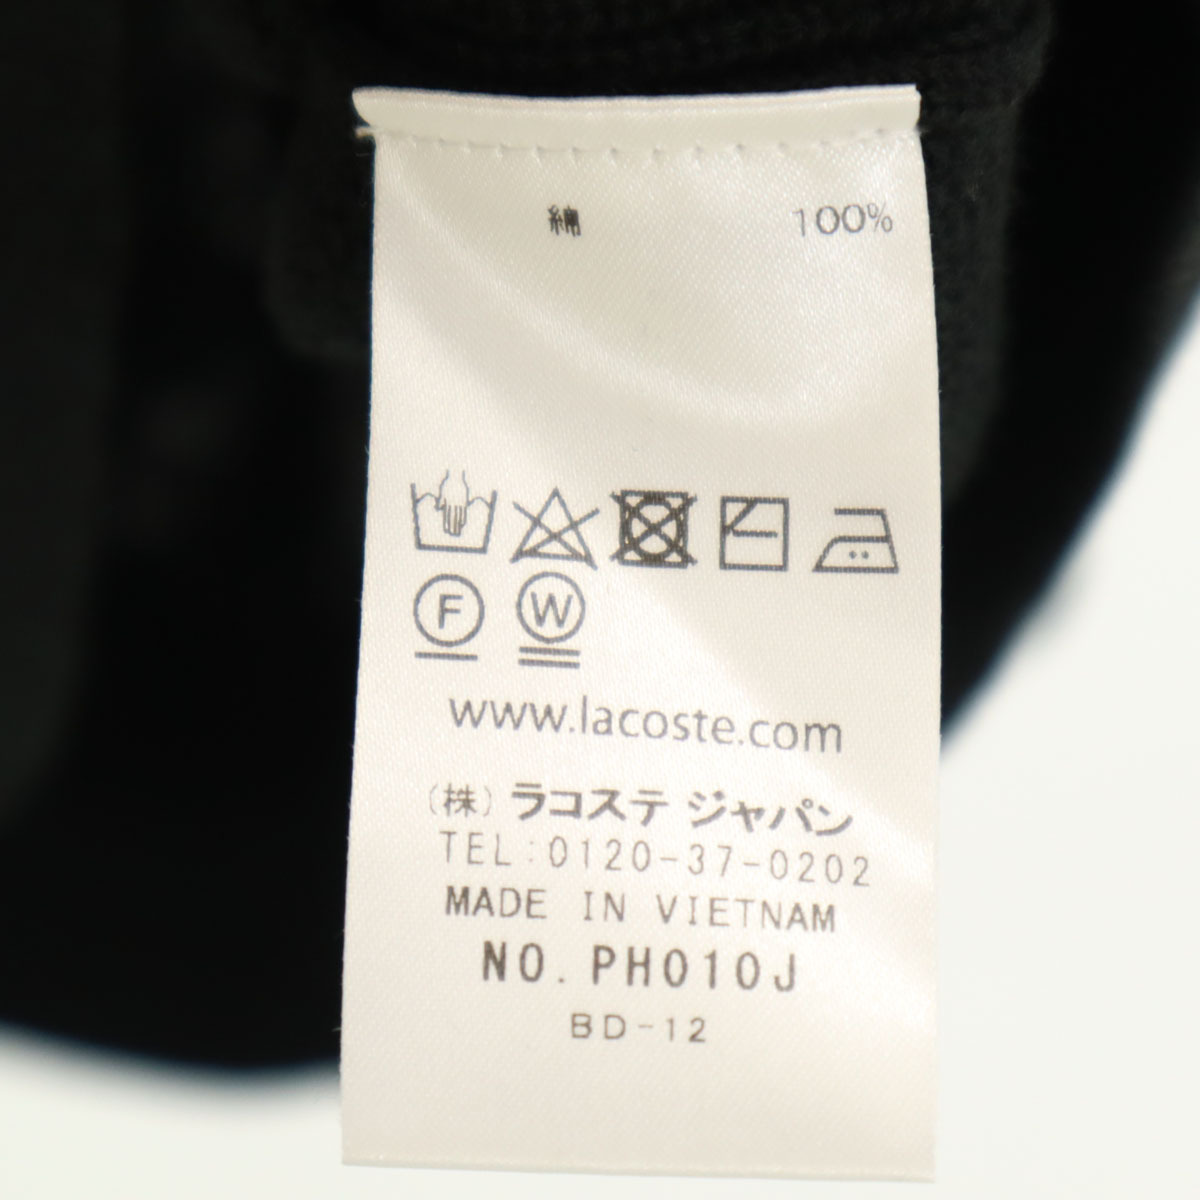 綿 100%
F W
www.lacoste.com
(株) ラコステ ジャパン
TEL:0120-37-0202
MADE IN VIETNAM
NO. PH010J
BD-12